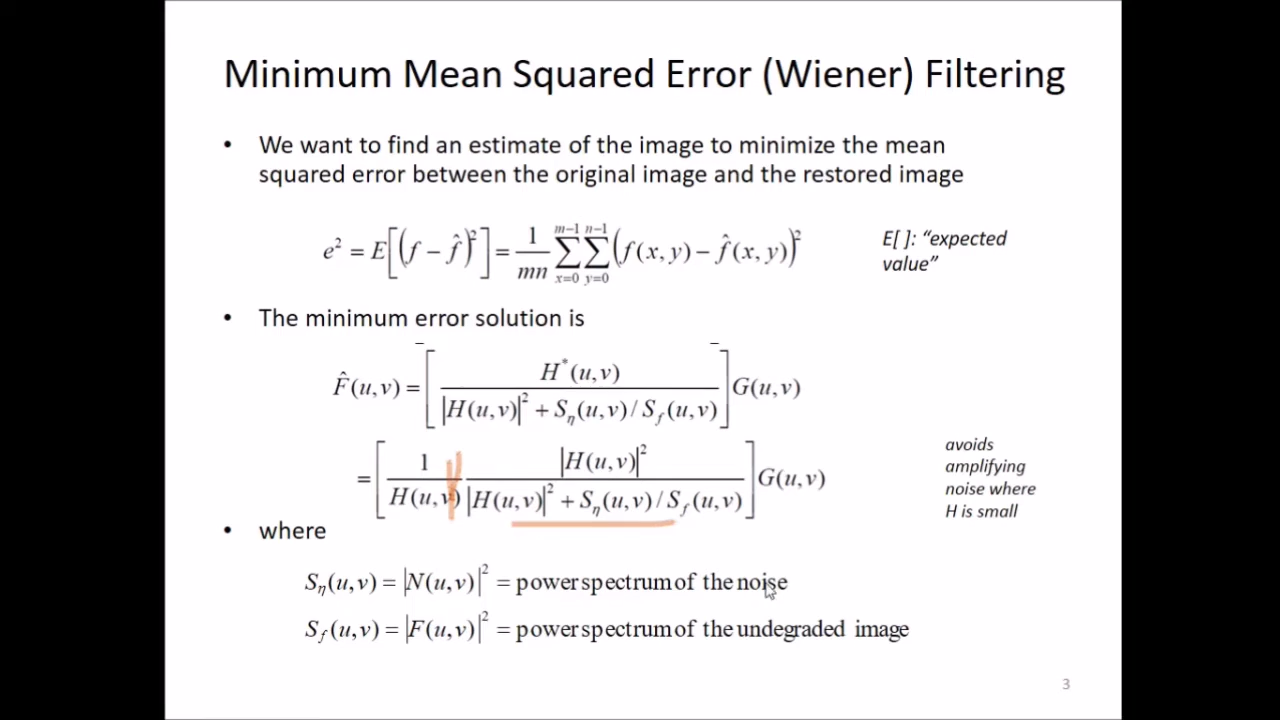 Minimum Mean Squared Error (Wiener) Filtering
• We want to find an estimate of the image to minimize the mean
squared error between the original image and the restored image
e² = E[(f − f̂)²] = 1/mn ∑_{x=0}^{m−1} ∑_{y=0}^{n−1} (f(x, y) − f̂(x, y))²
E[ ]: “expected
value”
• The minimum error solution is
F̂(u,v) = [ H*(u,v) / (|H(u,v)|² + S_η(u,v) / S_f(u,v)) ] G(u,v)
= [ 1 / H(u,v) |H(u,v)|² / (|H(u,v)|² + S_η(u,v) / S_f(u,v)) ] G(u,v)
avoids
amplifying
noise where
H is small
• where
S_η(u,v) = |N(u,v)|² = power spectrum of the noise
S_f(u,v) = |F(u,v)|² = power spectrum of the undegraded image
3